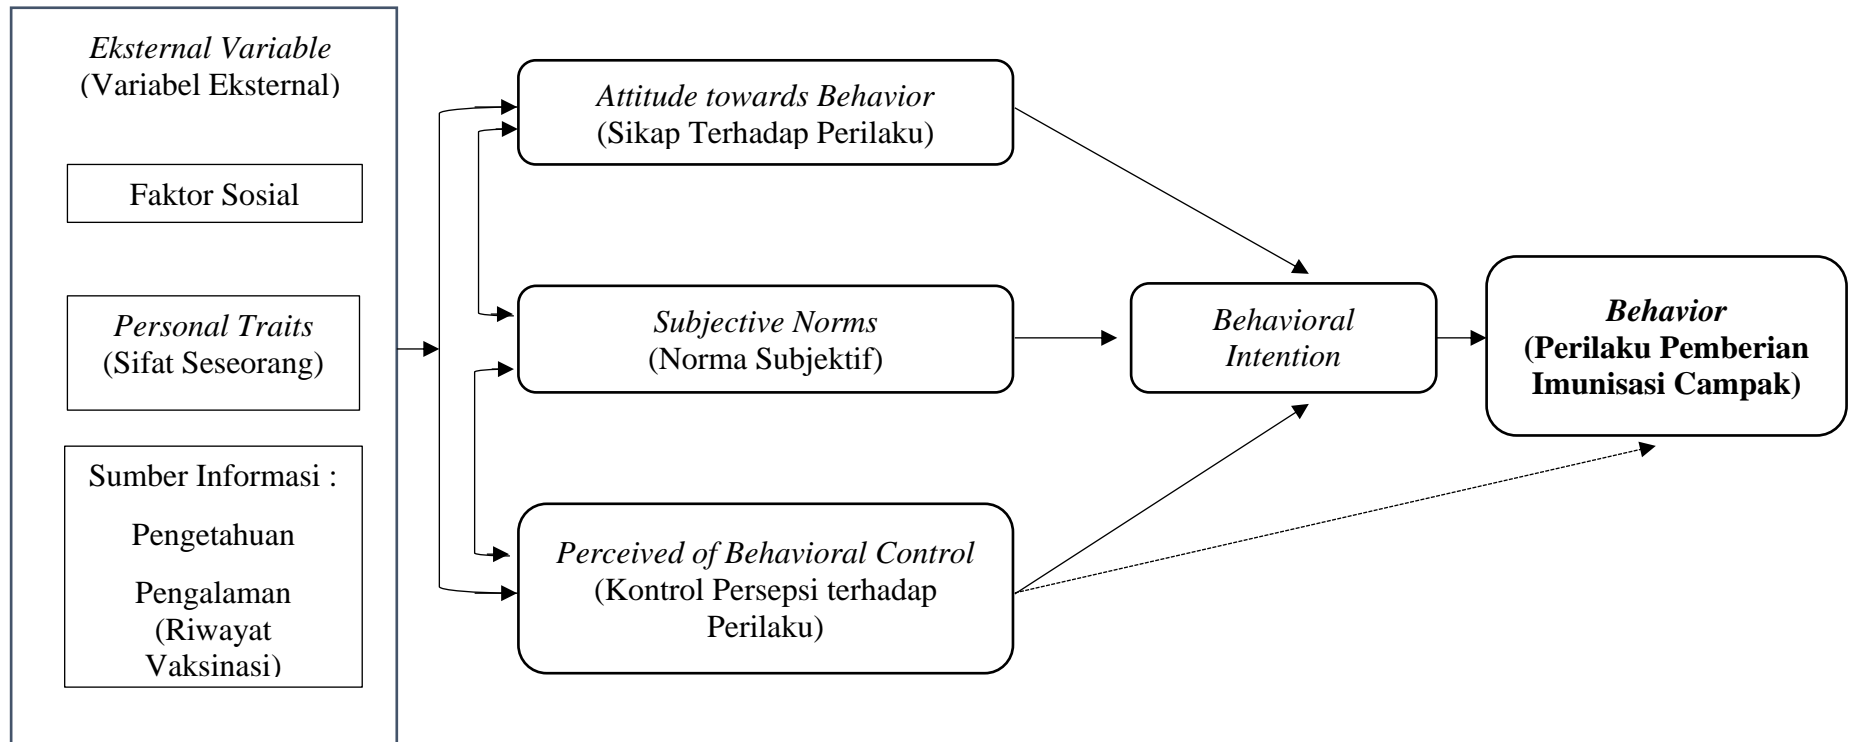 Eksternal Variable
(Variabel Eksternal)
Faktor Sosial
Personal Traits
(Sifat Seseorang)
Sumber Informasi :
Pengetahuan
Pengalaman
(Riwayat
Vaksinasi)
Attitude towards Behavior
(Sikap Terhadap Perilaku)
Subjective Norms
(Norma Subjektif)
Perceived of Behavioral Control
(Kontrol Persepsi terhadap
Perilaku)
Behavioral
Intention
Behavior
(Perilaku Pemberian
Imunisasi Campak)